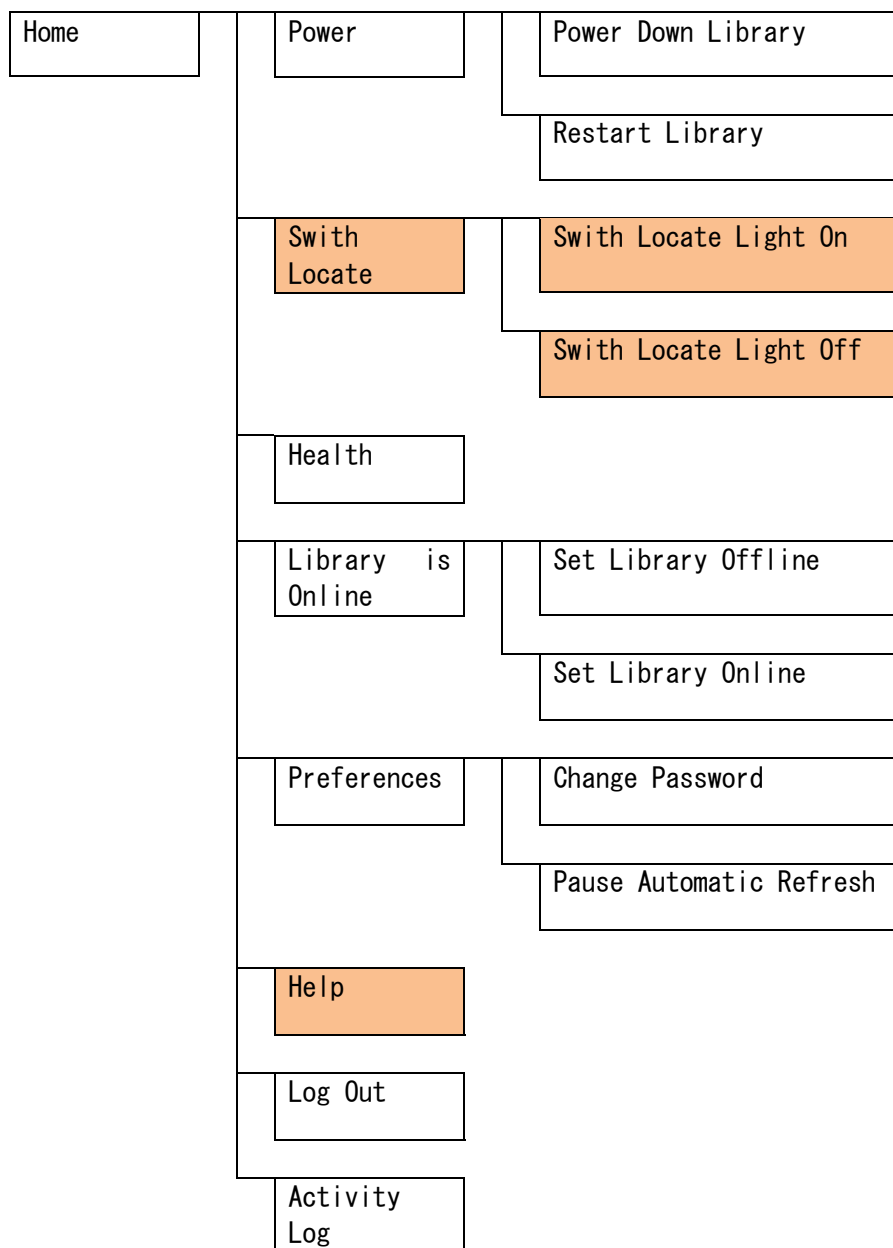 Home
Power
Power Down Library
Restart Library
Swith
Locate
Swith Locate Light On
Swith Locate Light Off
Health
Library is
Online
Set Library Offline
Set Library Online
Preferences
Change Password
Pause Automatic Refresh
Help
Log Out
Activity
Log